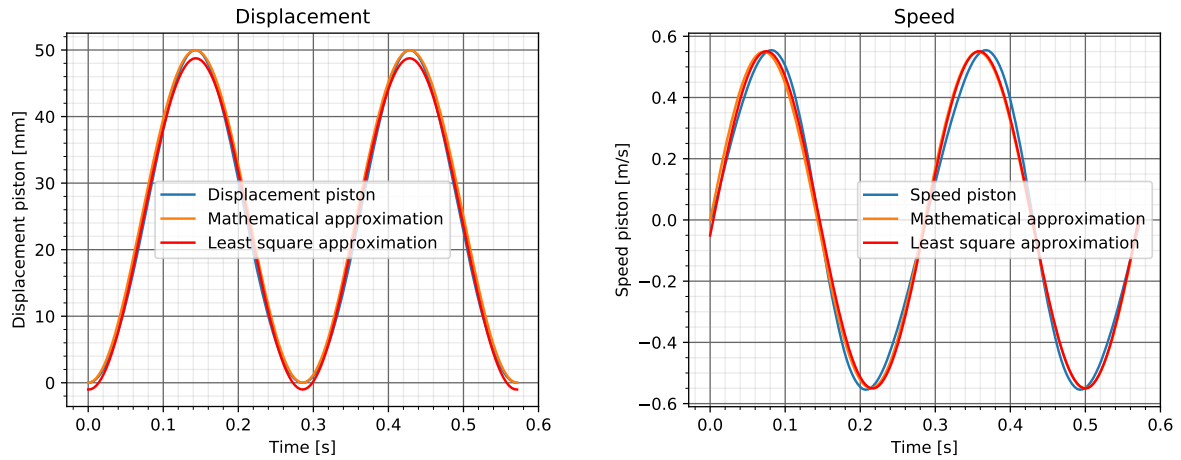 Displacement
50
40
30
20
10
0
Displacement piston [mm]
Displacement piston
Mathematical approximation
Least square approximation
0.0 0.1 0.2 0.3 0.4 0.5 0.6
Time [s]
Speed
0.6
0.4
0.2
0.0
−0.2
−0.4
−0.6
Speed piston [m/s]
Speed piston
Mathematical approximation
Least square approximation
0.0 0.1 0.2 0.3 0.4 0.5 0.6
Time [s]